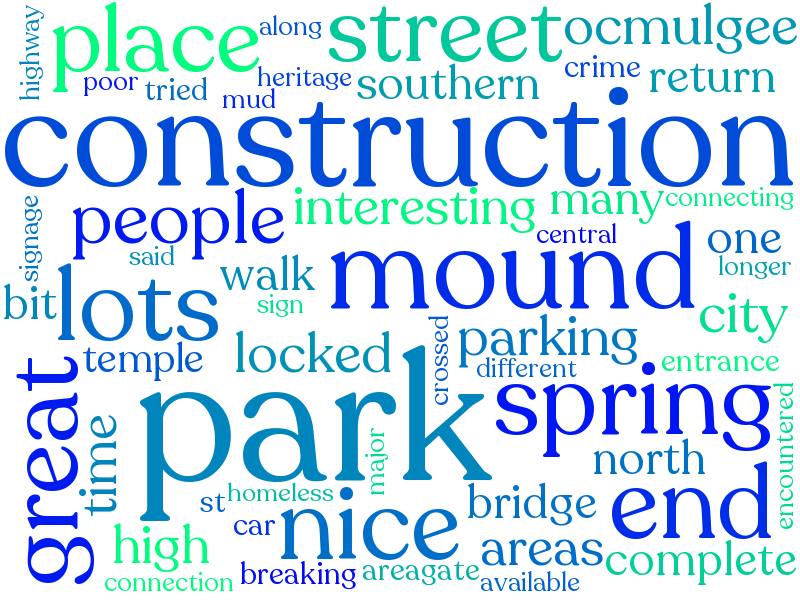 highway
place
along
street
ocmulgee
poor
tried
heritage
mud
southern
crime
return
construction
signage
people
interesting
many
connecting
said
central
one
longer
bit
lots
walk
sign
mound
city
temple
locked
crossed
parking
different
entrance
great
time
park
major
spring
encountered
st
homeless
north
high
car
nice
bridge
end
connection
breaking
areagate
areas
available
complete